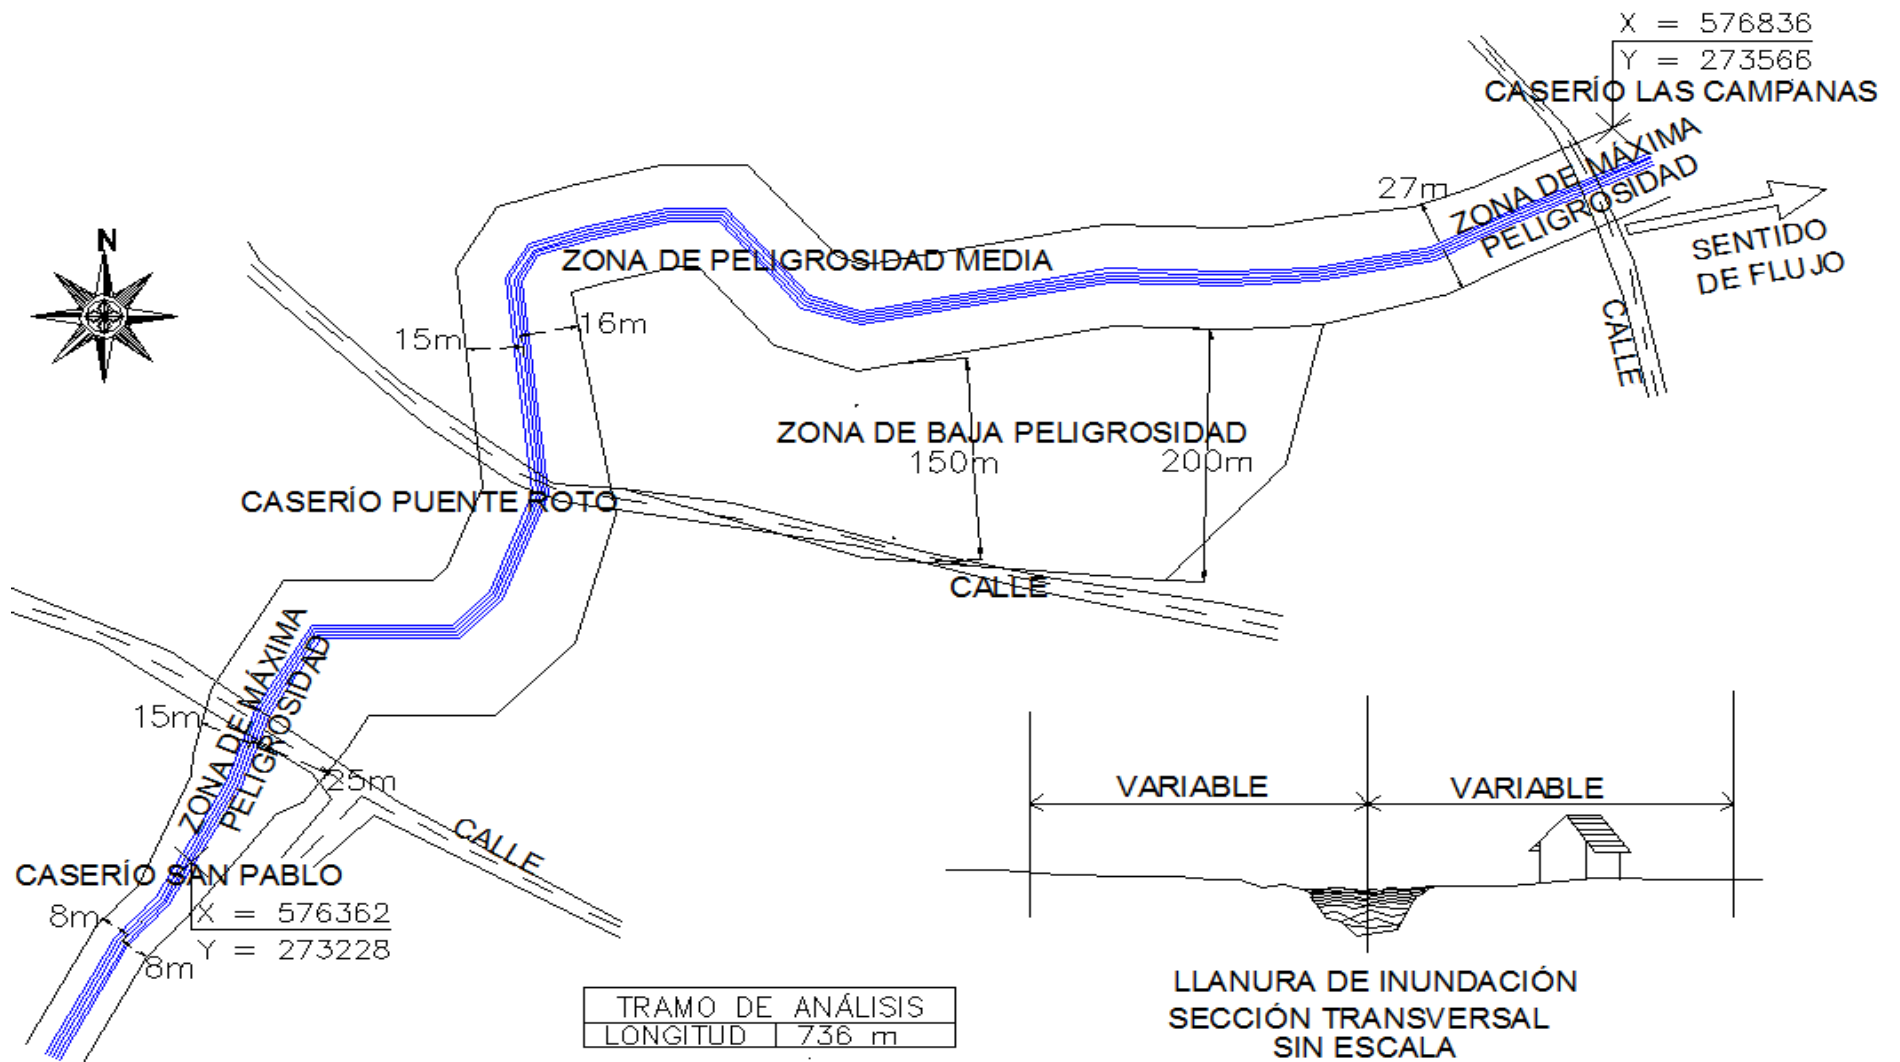 X = 576836
Y = 273566
CASERÍO LAS CAMPANAS
ZONA DE MÁXIMA
PELIGROSIDAD
27m
SENTIDO
DE FLUJO
CALLE
N
ZONA DE PELIGROSIDAD MEDIA
15m
16m
ZONA DE BAJA PELIGROSIDAD
150m
200m
CASERÍO PUENTE ROTO
CALLE
ZONA DE MÁXIMA
PELIGROSIDAD
15m
25m
CALLE
CASERÍO SAN PABLO
X = 576362
Y = 273228
8m
8m
VARIABLE
VARIABLE
LLANURA DE INUNDACIÓN
SECCIÓN TRANSVERSAL
SIN ESCALA
TRAMO DE ANÁLISIS
LONGITUD 736 m